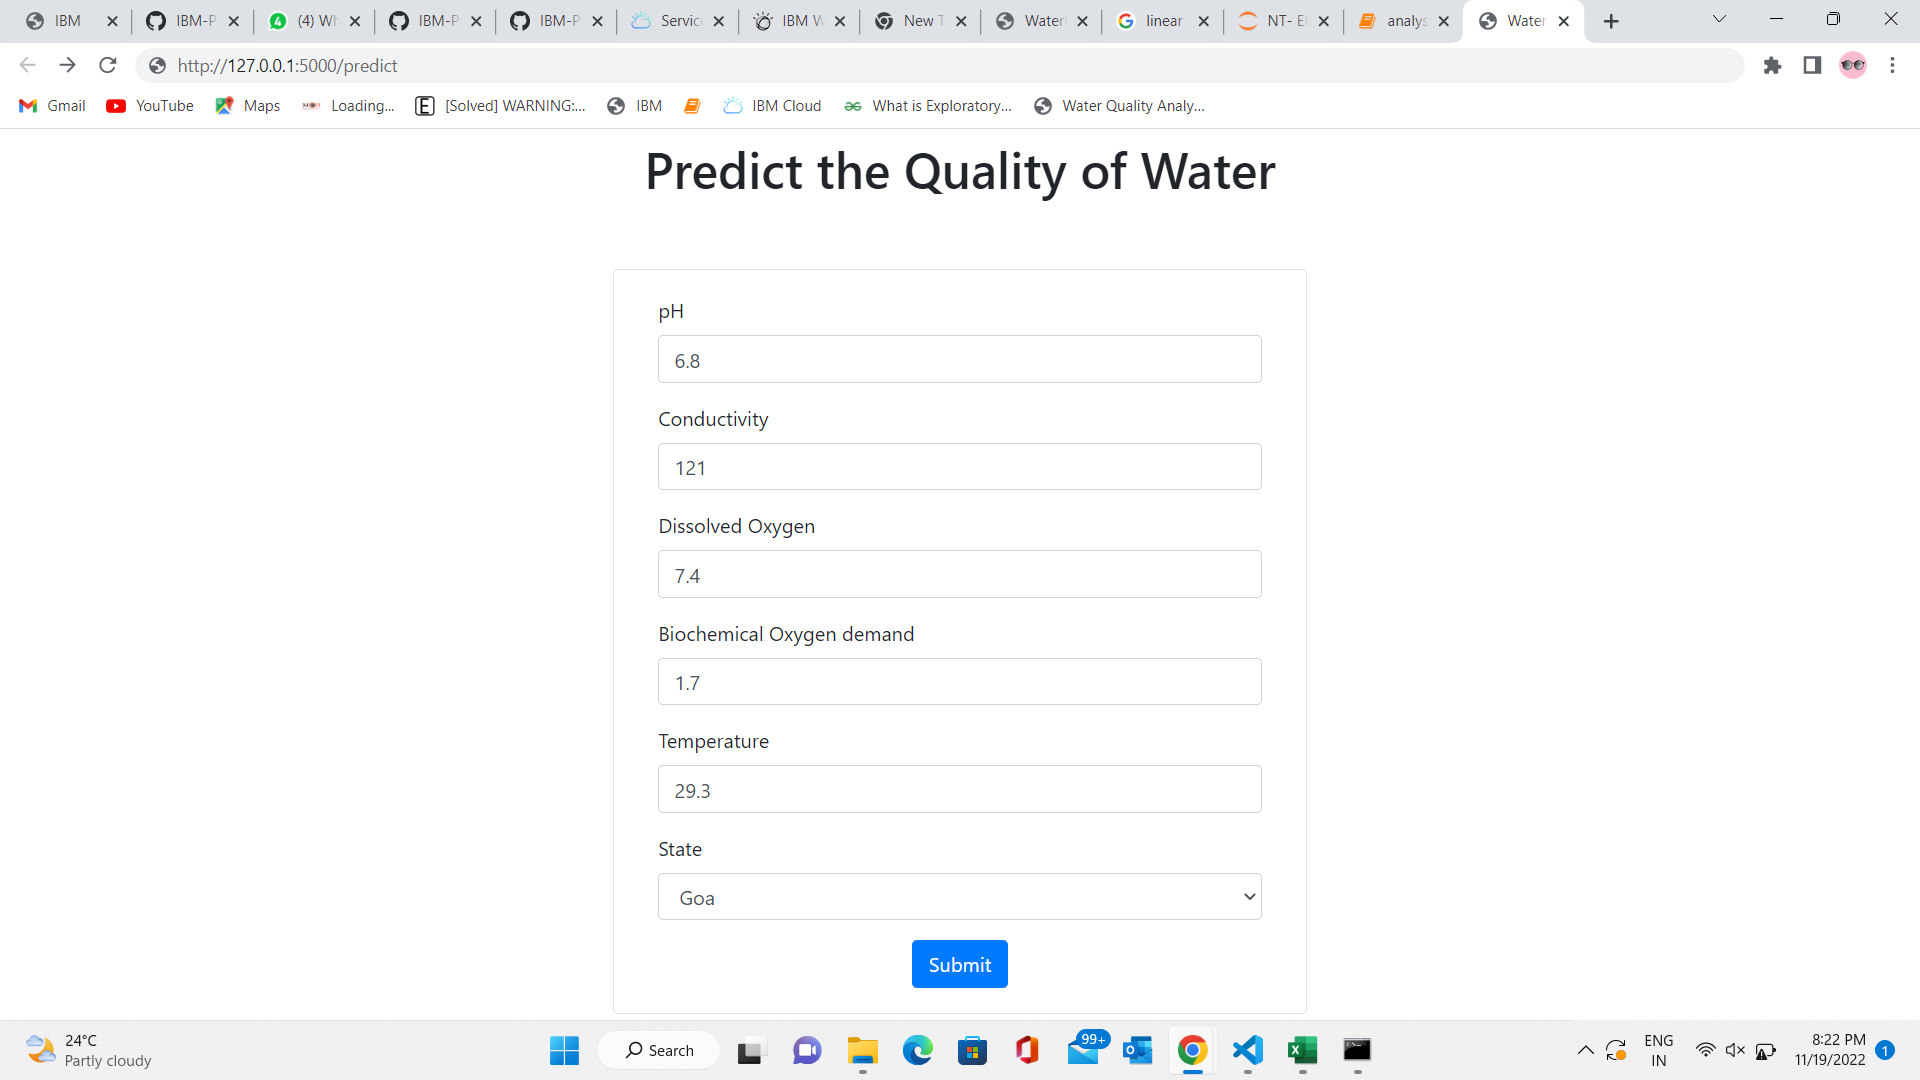 IBM
IBM-P
(4) Wh
IBM-P
IBM-P
Service
IBM W
New T
Water
linear
NT- E
analys
Water
http://127.0.0.1:5000/predict
Gmail
YouTube
Maps
Loading...
[Solved] WARNING:...
IBM
IBM Cloud
What is Exploratory...
Water Quality Analy...
Predict the Quality of Water
pH
6.8
Conductivity
121
Dissolved Oxygen
7.4
Biochemical Oxygen demand
1.7
Temperature
29.3
State
Goa
Submit
24°C
Partly cloudy
Search
99+
ENG
IN
8:22 PM
11/19/2022
1